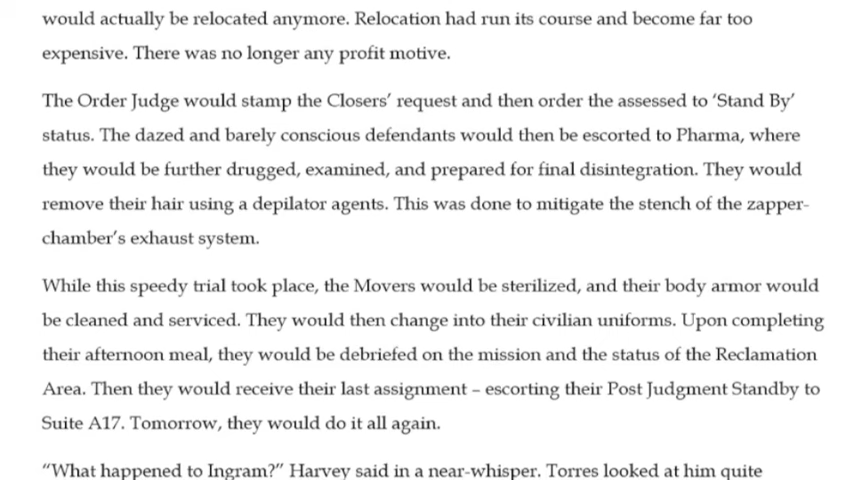 would actually be relocated anymore. Relocation had run its course and become far too
expensive. There was no longer any profit motive.
The Order Judge would stamp the Closers’ request and then order the assessed to ‘Stand By’
status. The dazed and barely conscious defendants would then be escorted to Pharma, where
they would be further drugged, examined, and prepared for final disintegration. They would
remove their hair using a depilator agents. This was done to mitigate the stench of the zapper-
chamber’s exhaust system.
While this speedy trial took place, the Movers would be sterilized, and their body armor would
be cleaned and serviced. They would then change into their civilian uniforms. Upon completing
their afternoon meal, they would be debriefed on the mission and the status of the Reclamation
Area. Then they would receive their last assignment – escorting their Post Judgment Standby to
Suite A17. Tomorrow, they would do it all again.
“What happened to Ingram?” Harvey said in a near-whisper. Torres looked at him quite